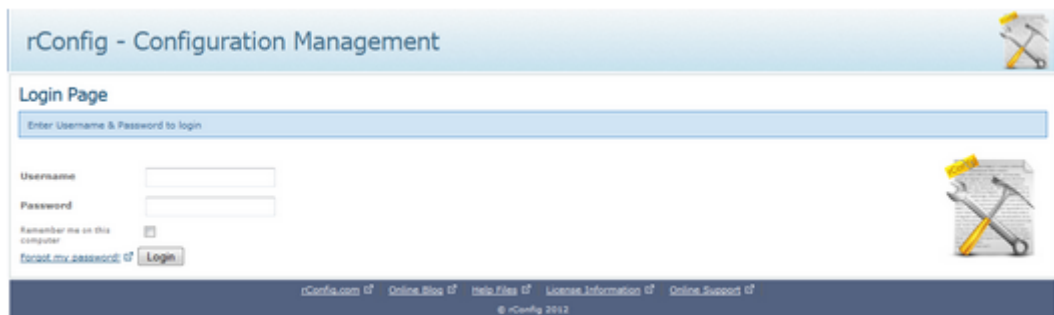 rConfig - Configuration Management
Login Page
Enter Username & Password to login
rConfig
Username
Password
Remember me on this
computer
Forgot my password! Login
rConfig.com Online Blog Help Files License Information Online Support
© rConfig 2012